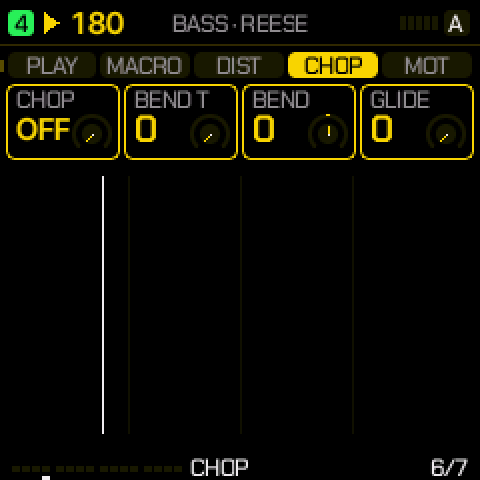 4 180 BASS·REESE A
PLAY MACRO DIST CHOP MOT
CHOP BEND T BEND GLIDE
OFF 0 0 0
CHOP 6/7